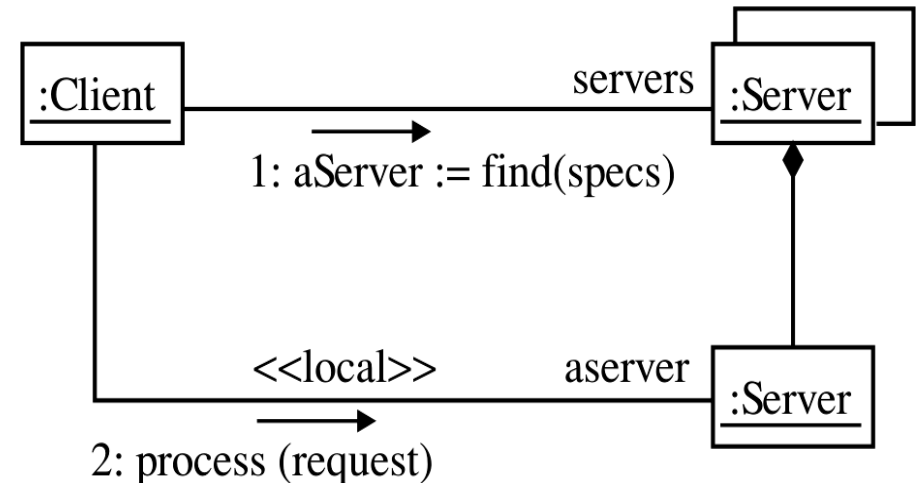 :Client
servers
:Server
1: aServer := find(specs)
<<local>>
aserver
:Server
2: process (request)